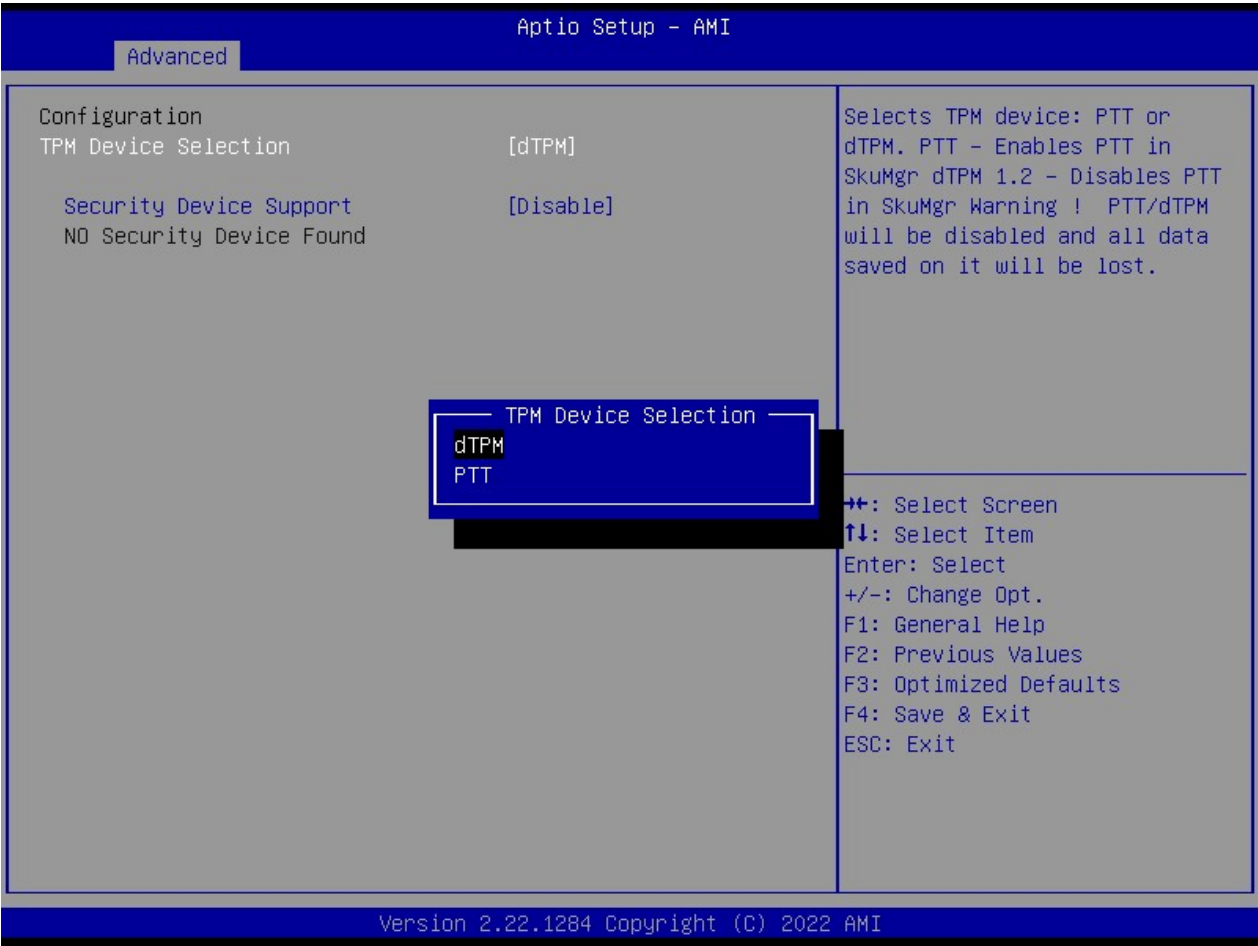 Aptio Setup – AMI
Advanced
Configuration
TPM Device Selection [dTPM]
Security Device Support [Disable]
NO Security Device Found
Selects TPM device: PTT or
dTPM. PTT – Enables PTT in
SkuMgr dTPM 1.2 – Disables PTT
in SkuMgr Warning ! PTT/dTPM
will be disabled and all data
saved on it will be lost.
TPM Device Selection
dTPM
PTT
→←: Select Screen
↑↓: Select Item
Enter: Select
+/-: Change Opt.
F1: General Help
F2: Previous Values
F3: Optimized Defaults
F4: Save & Exit
ESC: Exit
Version 2.22.1284 Copyright (C) 2022 AMI